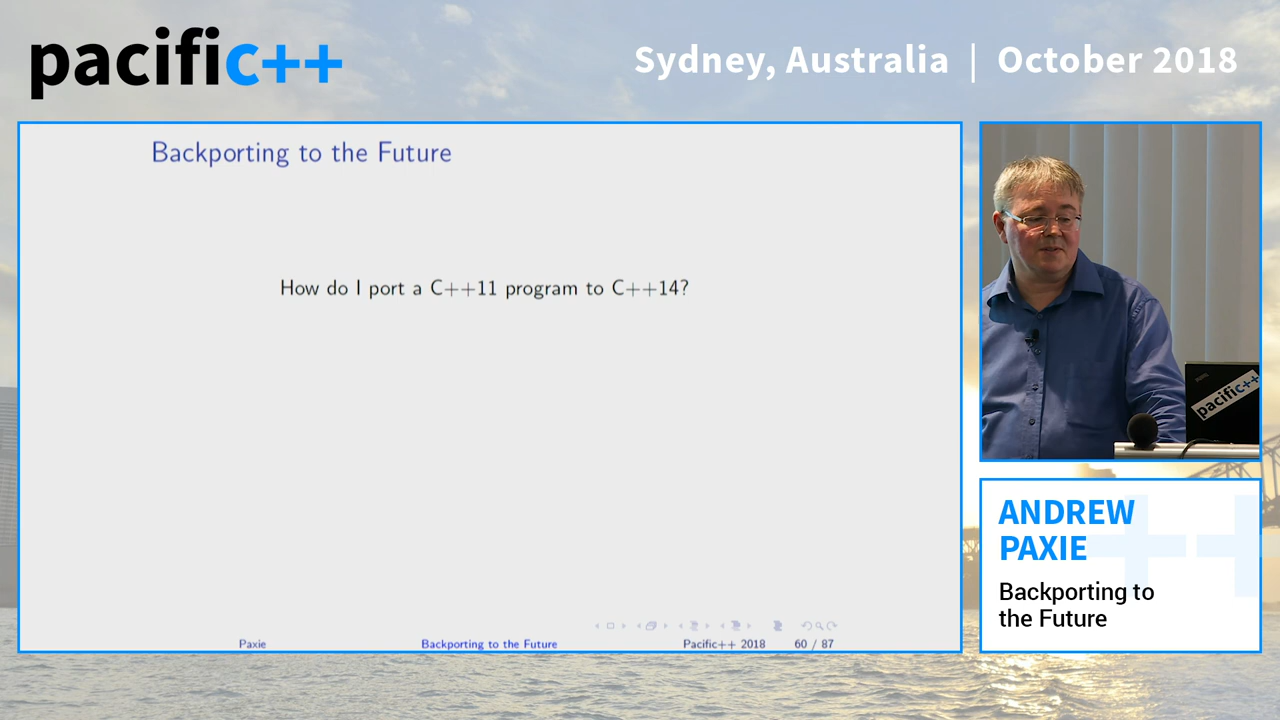 pacific++
Sydney, Australia | October 2018
Backporting to the Future
How do I port a C++11 program to C++14?
Paxie
Backporting to the Future
Pacific++ 2018
60 / 87
pacific++
ANDREW
PAXIE
Backporting to
the Future